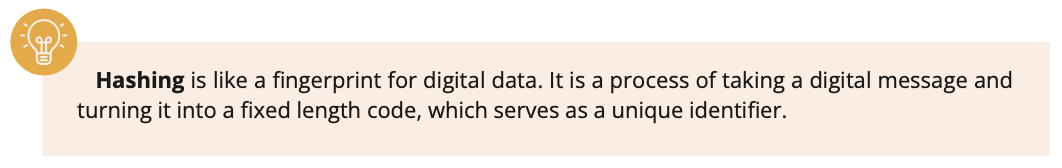 Hashing is like a fingerprint for digital data. It is a process of taking a digital message and
turning it into a fixed length code, which serves as a unique identifier.